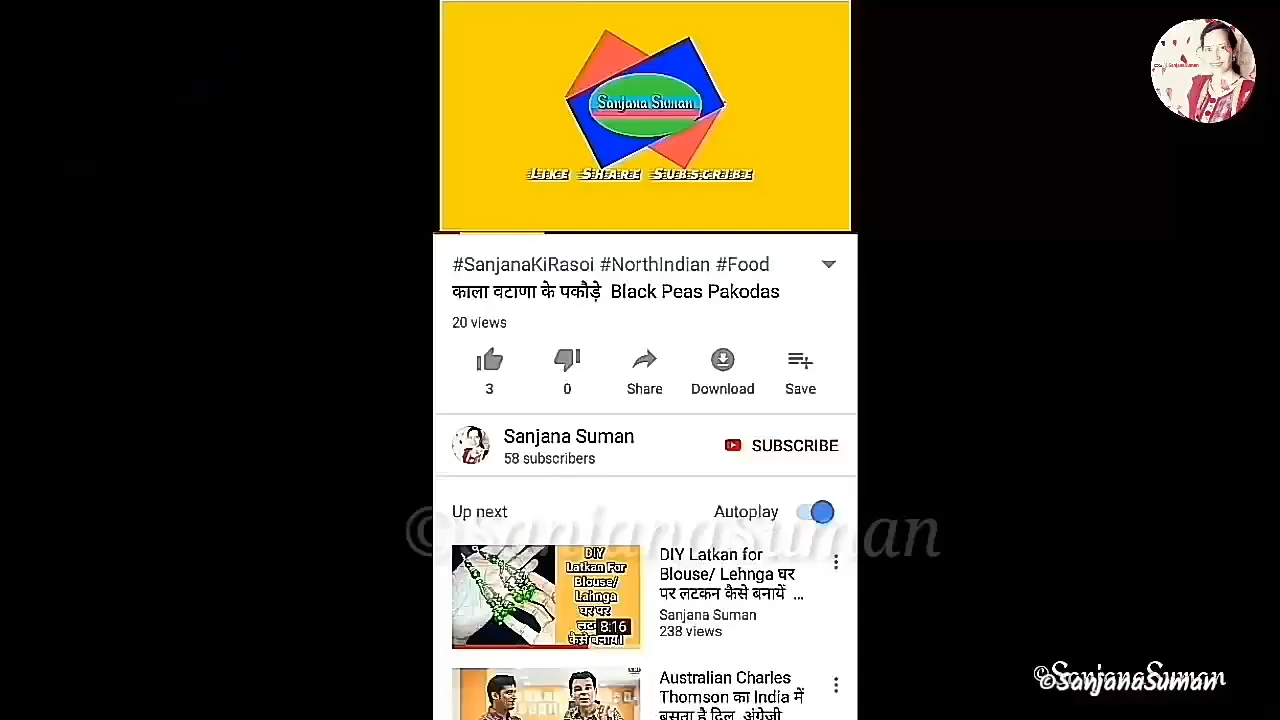 Sanjana Suman
Like Share Subscribe
#SanjanaKiRasoi #NorthIndian #Food
काला वटाणा के पकौड़े Black Peas Pakodas
20 views
3
0
Share
Download
Save
Sanjana Suman
58 subscribers
SUBSCRIBE
Up next
Autoplay
©Sanjanasuman
DIY
Latkan For
Blouse/
Lahnga
घर पर
8:16
कैसे बनायें
DIY Latkan for
Blouse/ Lehnga घर
पर लटकन कैसे बनायें ...
Sanjana Suman
238 views
Australian Charles
Thomson का India में
बसता है दिल, अंग्रेजी
©SanjanaSuman